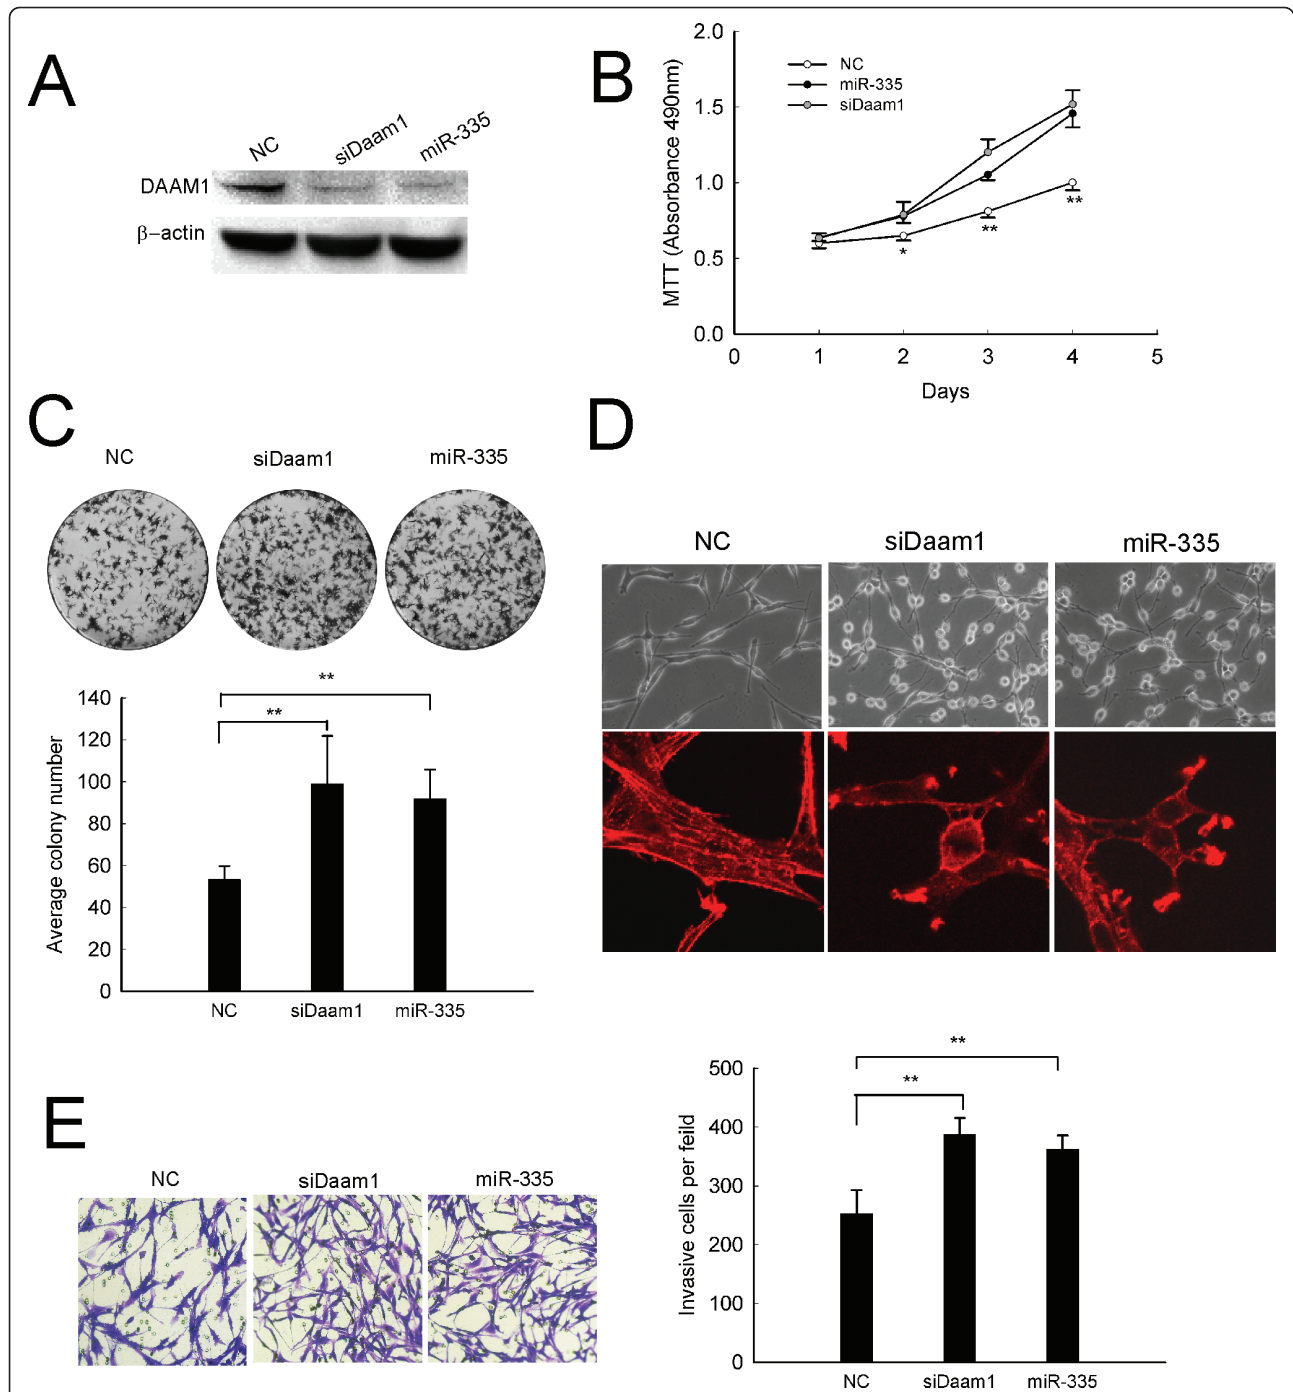 A
NC
siDaam1
miR-335
DAAM1
β–actin
B
2.0
1.5
1.0
0.5
0.0
MTT (Absorbance 490nm)
NC
miR-335
siDaam1
*
**
**
0
1
2
3
4
5
Days
C
NC
siDaam1
miR-335
140
120
100
80
60
40
20
0
Average colony number
**
**
NC
siDaam1
miR-335
D
NC
siDaam1
miR-335
E
NC
siDaam1
miR-335
500
400
300
200
100
0
Invasive cells per feild
**
**
NC
siDaam1
miR-335